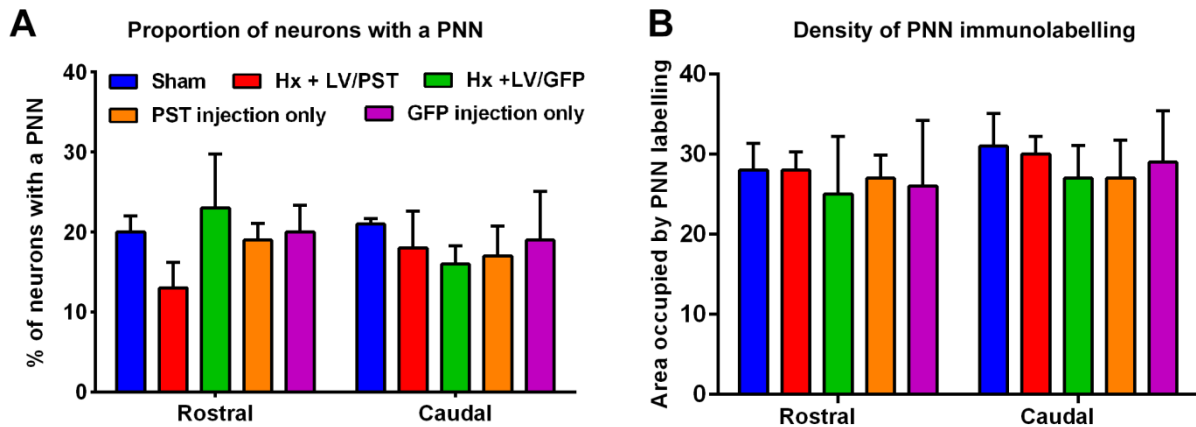 A
Proportion of neurons with a PNN
% of neurons with a PNN
40
30
20
10
0
Sham
Hx + LV/PST
Hx +LV/GFP
PST injection only
GFP injection only
Rostral
Caudal
B
Density of PNN immunolabelling
Area occupied by PNN labelling
40
30
20
10
0
Rostral
Caudal